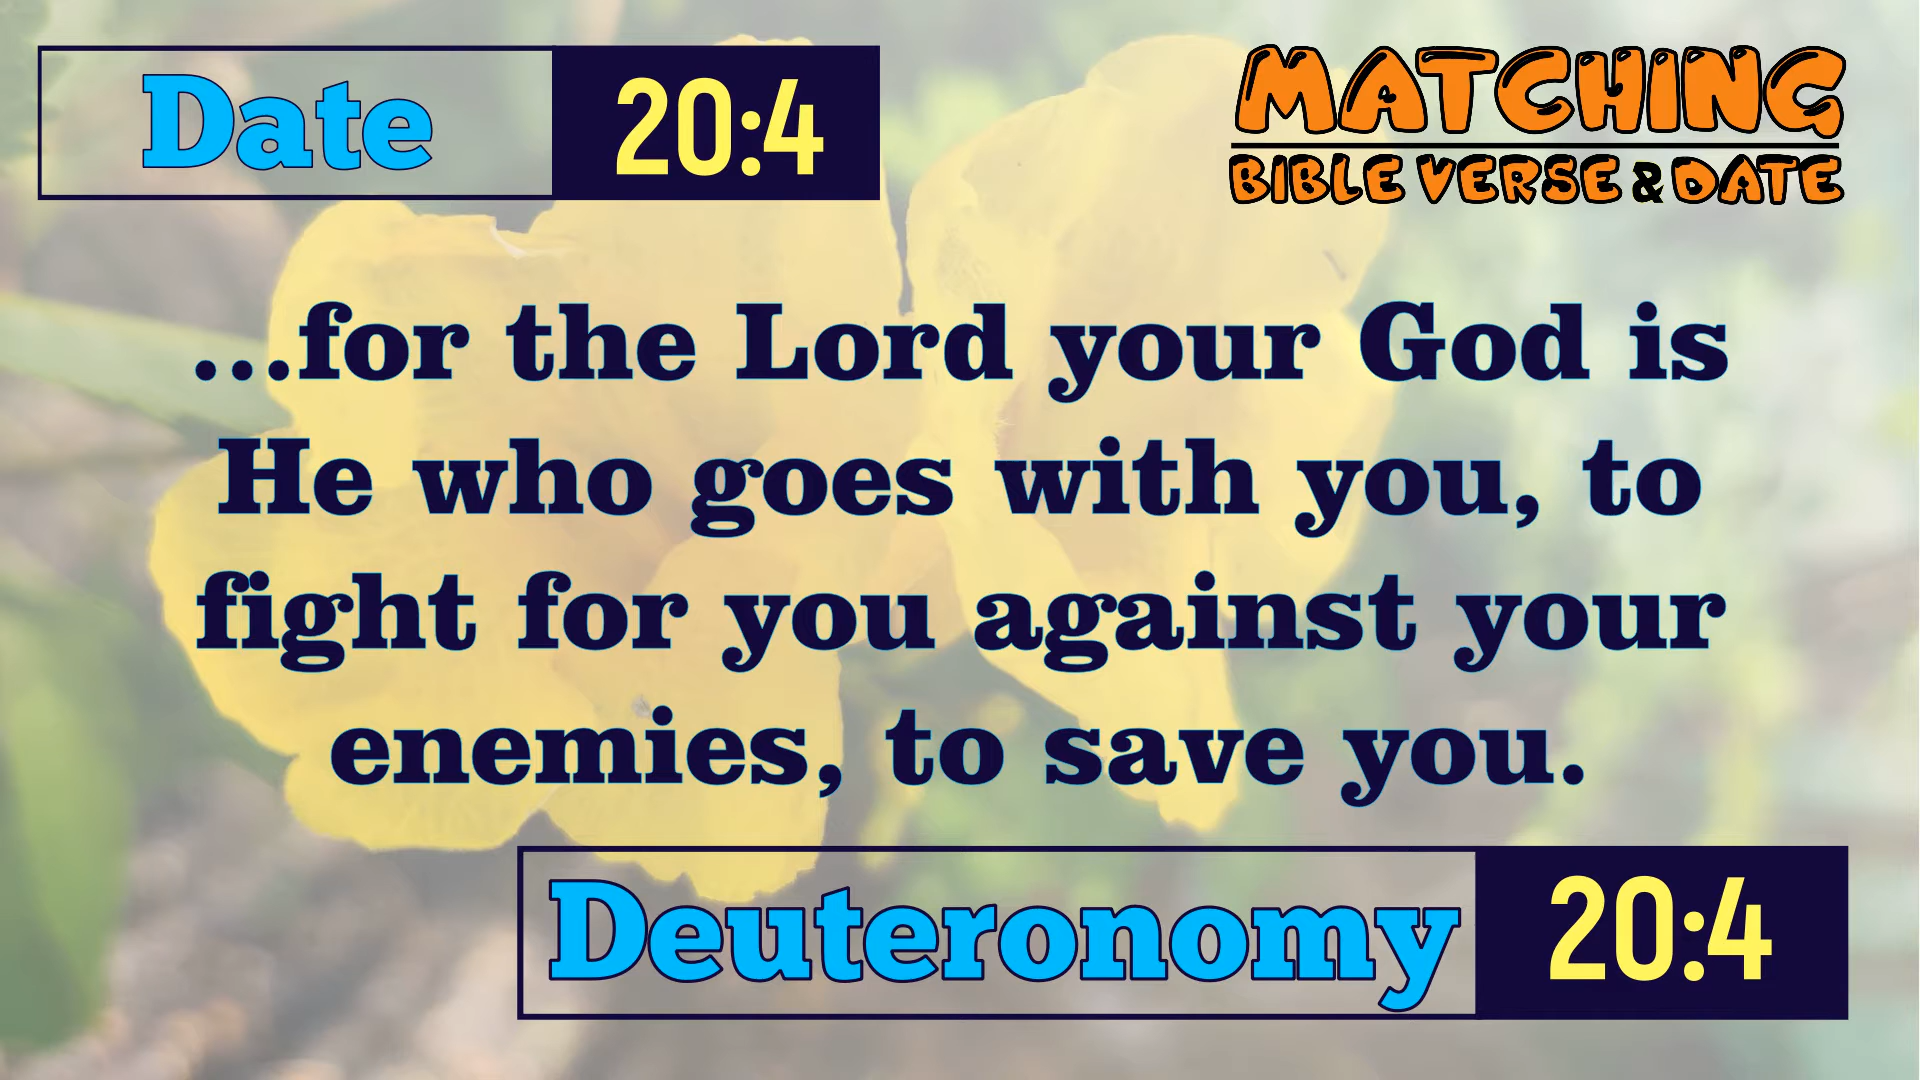 Date 20:4
MATCHING
BIBLE VERSE & DATE
...for the Lord your God is
He who goes with you, to
fight for you against your
enemies, to save you.
Deuteronomy 20:4